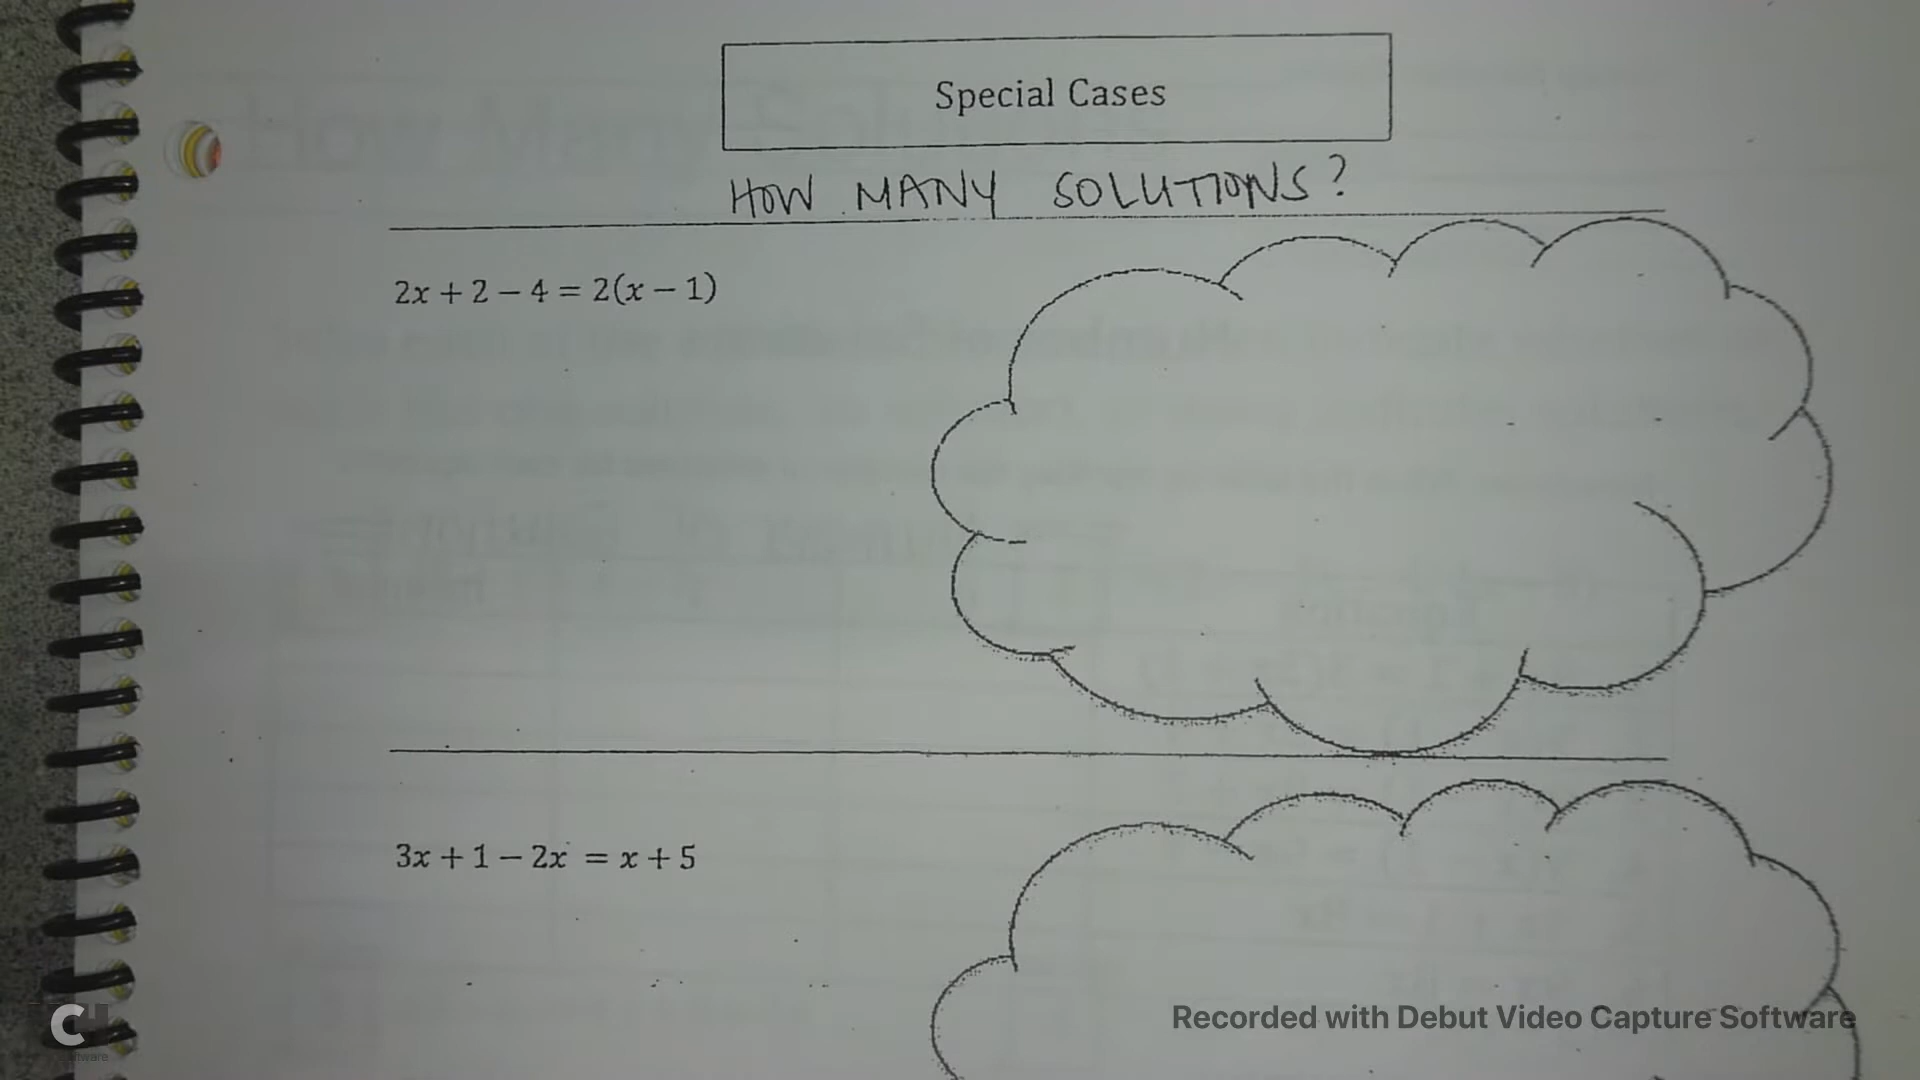 Special Cases
HOW MANY SOLUTIONS?
2x + 2 − 4 = 2(x − 1)
3x + 1 − 2x = x + 5
Recorded with Debut Video Capture Software